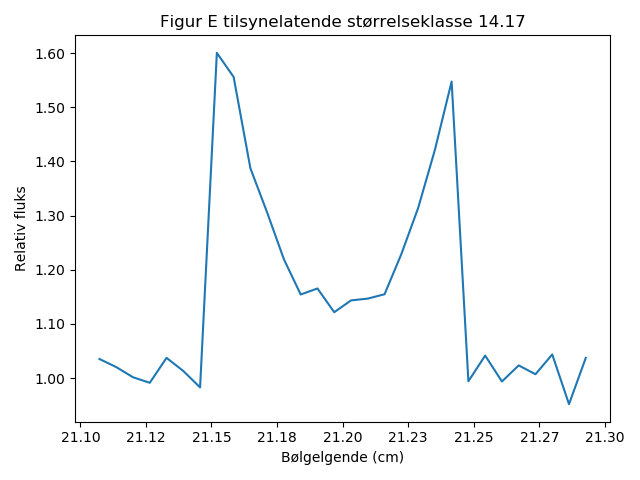 Figur E tilsynelatende størrelseklasse 14.17
1.60
1.50
1.40
1.30
1.20
1.10
1.00
Relativ fluks
21.10 21.12 21.15 21.18 21.20 21.23 21.25 21.27 21.30
Bølgelgende (cm)